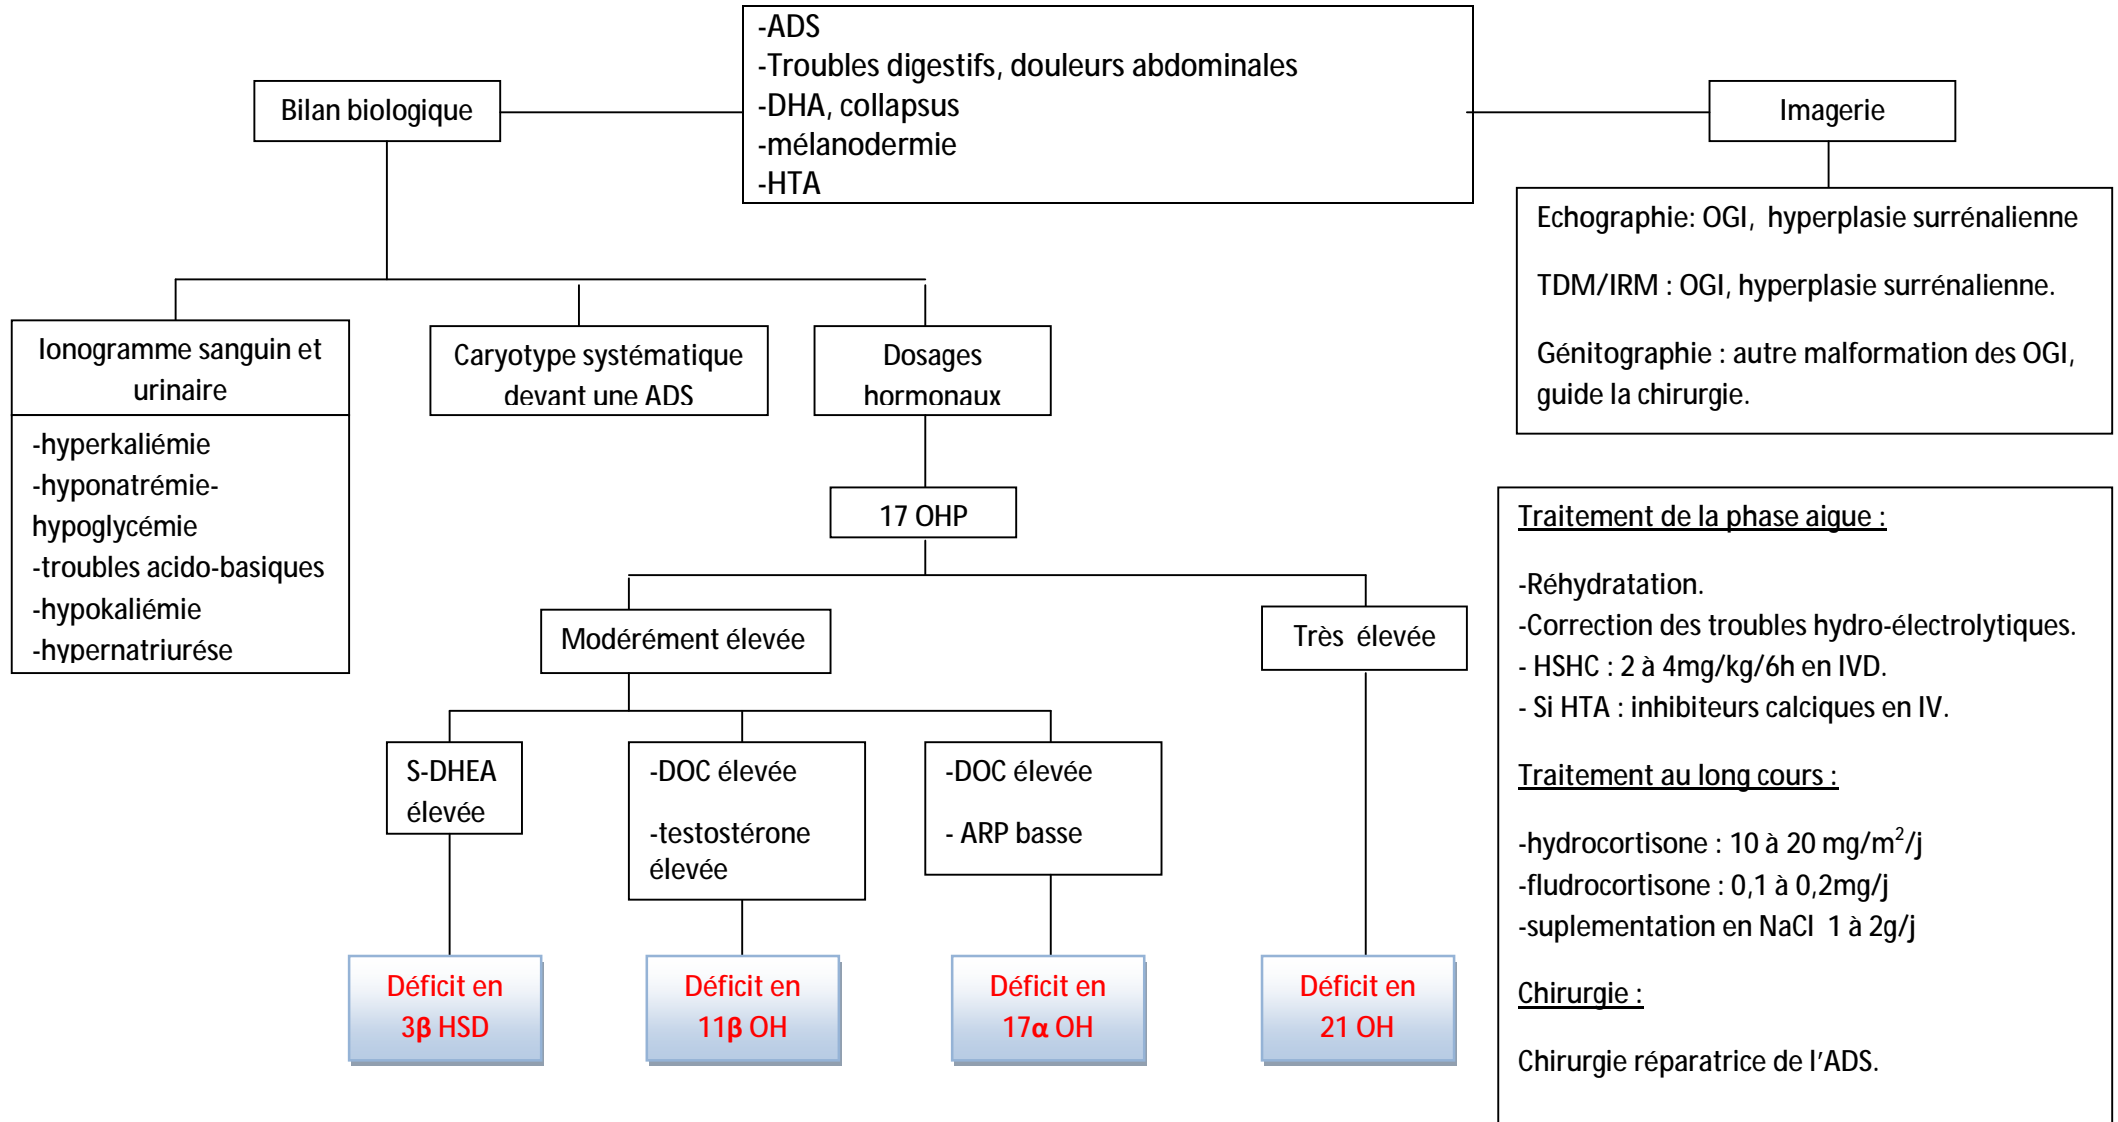 -ADS
-Troubles digestifs, douleurs abdominales
-DHA, collapsus
-mélanodermie
-HTA
Bilan biologique
Imagerie
Echographie: OGI, hyperplasie surrénalienne
TDM/IRM : OGI, hyperplasie surrénalienne.
Génitographie : autre malformation des OGI,
guide la chirurgie.
Ionogramme sanguin et
urinaire
-hyperkaliémie
-hyponatrémie-
hypoglycémie
-troubles acido-basiques
-hypokaliémie
-hypernatriurése
Caryotype systématique
devant une ADS
Dosages
hormonaux
17 OHP
Modérément élevée
Très élevée
S-DHEA
élevée
-DOC élevée
-testostérone
élevée
-DOC élevée
- ARP basse
Déficit en
3β HSD
Déficit en
11β OH
Déficit en
17α OH
Déficit en
21 OH
Traitement de la phase aigue :
-Réhydratation.
-Correction des troubles hydro-électrolytiques.
- HSHC : 2 à 4mg/kg/6h en IVD.
- Si HTA : inhibiteurs calciques en IV.
Traitement au long cours :
-hydrocortisone : 10 à 20 mg/m²/j
-fludrocortisone : 0,1 à 0,2mg/j
-suplementation en NaCl 1 à 2g/j
Chirurgie :
Chirurgie réparatrice de l’ADS.